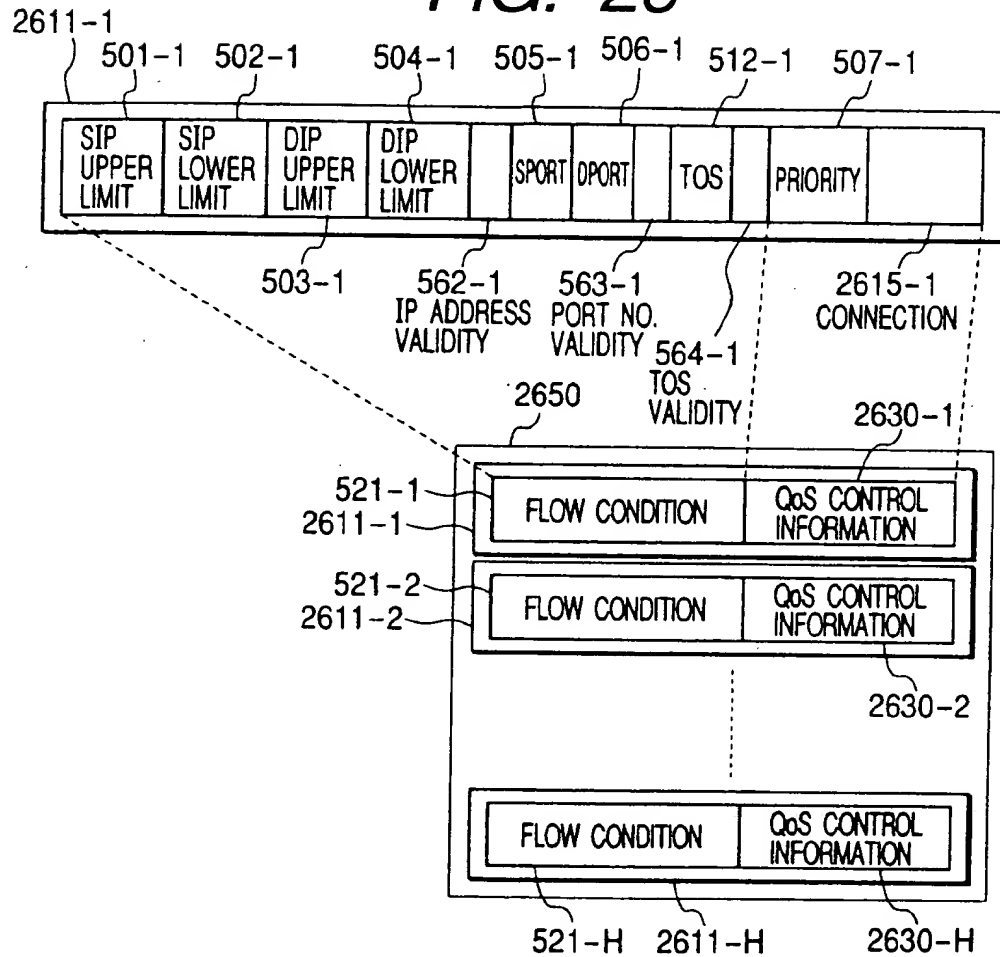 2611-1
501-1
502-1
504-1
505-1
506-1
512-1
507-1
SIP UPPER LIMIT
SIP LOWER LIMIT
DIP UPPER LIMIT
DIP LOWER LIMIT
SPORT
DPORT
TOS
PRIORITY
503-1
562-1
IP ADDRESS
VALIDITY
563-1
PORT NO.
VALIDITY
564-1
TOS
VALIDITY
2615-1
CONNECTION
2650
2630-1
521-1
2611-1
FLOW CONDITION
QoS CONTROL
INFORMATION
521-2
2611-2
FLOW CONDITION
QoS CONTROL
INFORMATION
2630-2
FLOW CONDITION
QoS CONTROL
INFORMATION
521-H
2611-H
2630-H